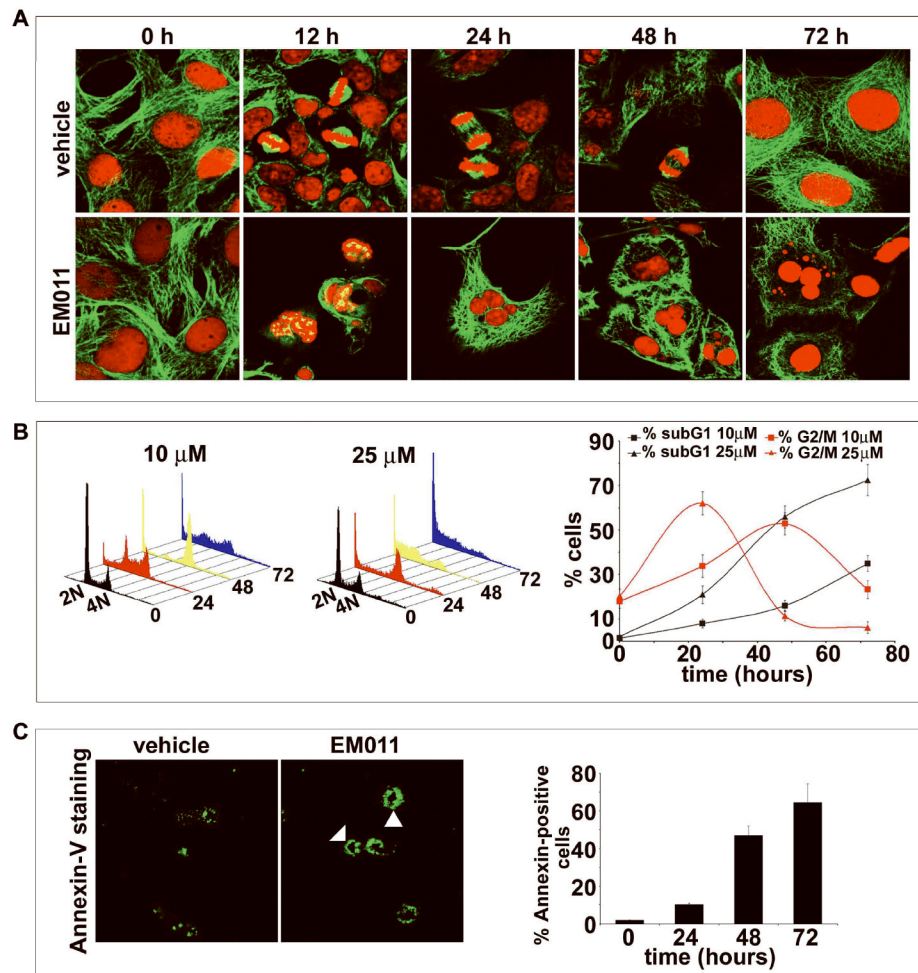 A
0 h 12 h 24 h 48 h 72 h
vehicle
EM011
B
10 μM
2N
4N
0
24
48
72
25 μM
2N
4N
0
24
48
72
% subG1 10μM % G2/M 10μM
% subG1 25μM % G2/M 25μM
% cells
90
70
50
30
10
0
0 20 40 60 80
time (hours)
C
vehicle EM011
Annexin-V staining
% Annexin-positive
cells
80
60
40
20
0
0 24 48 72
time (hours)